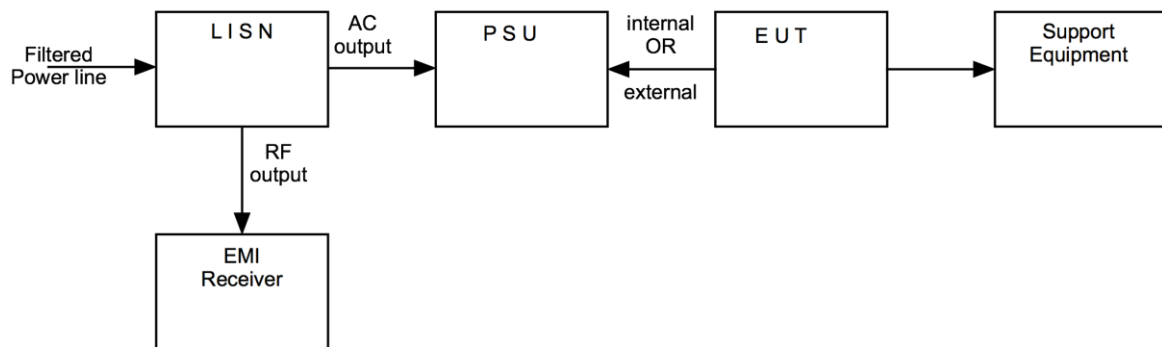 Filtered
Power line
L I S N
AC
output
P S U
internal
OR
external
E U T
Support
Equipment
RF
output
EMI
Receiver